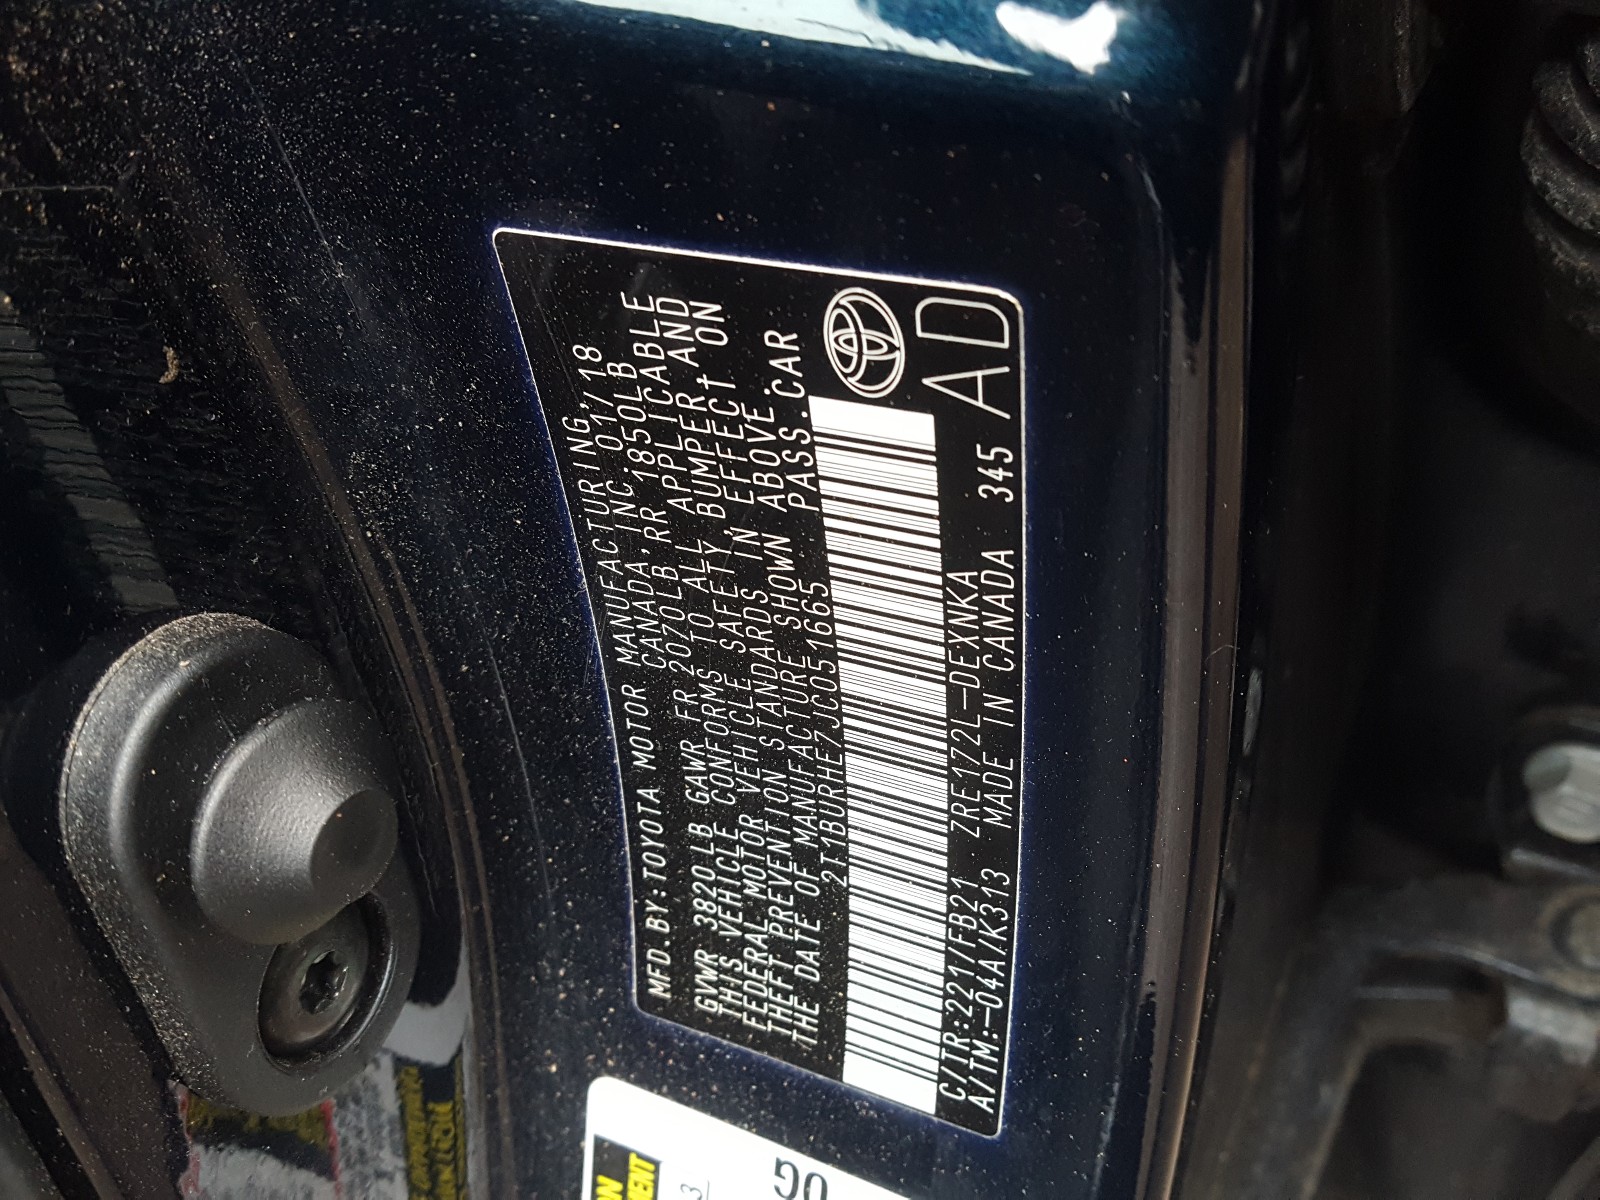 MFD.BY:TOYOTA MOTOR MANUFACTURING,
CANADA,INC.01/18
GVWR 3820LB GAWR FR 2070LB RR 1850LB
THIS VEHICLE CONFORMS TO ALL APPLICABLE
FEDERAL MOTOR VEHICLE SAFETY,BUMPER,AND
THEFT PREVENTION STANDARDS IN EFFECT ON
THE DATE OF MANUFACTURE SHOWN ABOVE.
2T1BURHE7JC051665 PASS.CAR
C/TR:221/FB21 ZRE172L-DEXNKA
A/TM:-04A/K313 MADE IN CANADA 345
AD